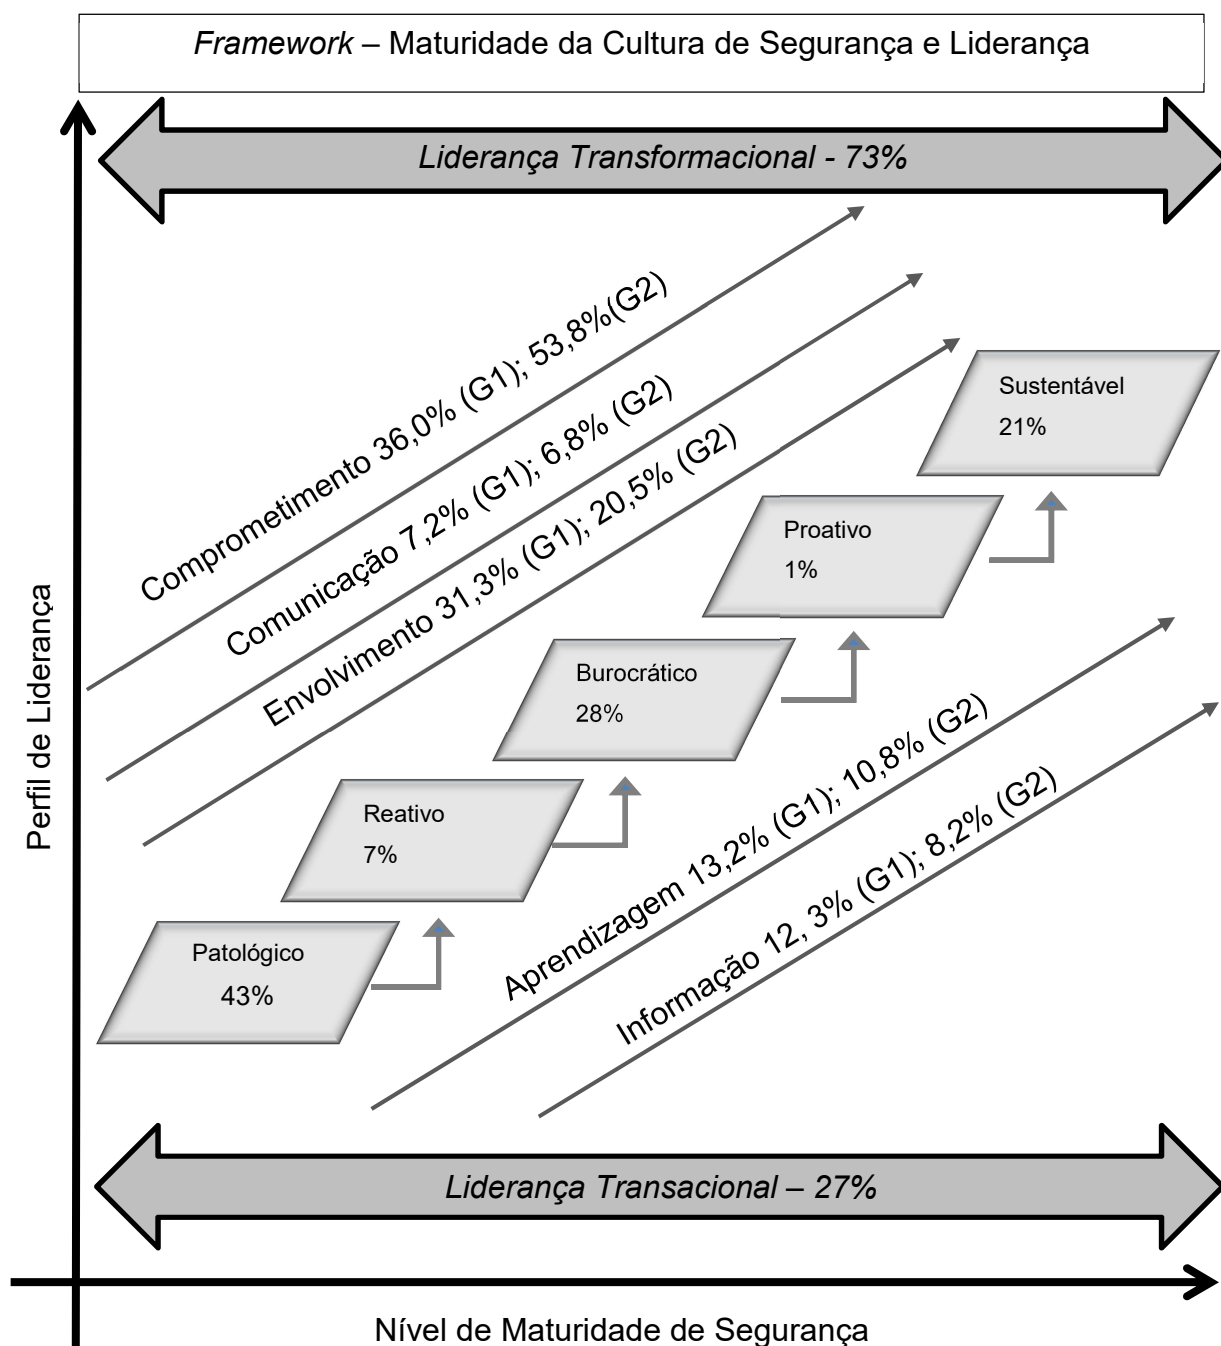 Framework – Maturidade da Cultura de Segurança e Liderança
Liderança Transformacional - 73%
Comprometimento 36,0% (G1); 53,8%(G2)
Comunicação 7,2% (G1); 6,8% (G2)
Envolvimento 31,3% (G1); 20,5% (G2)
Sustentável
21%
Proativo
1%
Burocrático
28%
Reativo
7%
Patológico
43%
Aprendizagem 13,2% (G1); 10,8% (G2)
Informação 12, 3% (G1); 8,2% (G2)
Perfil de Liderança
Liderança Transacional – 27%
Nível de Maturidade de Segurança